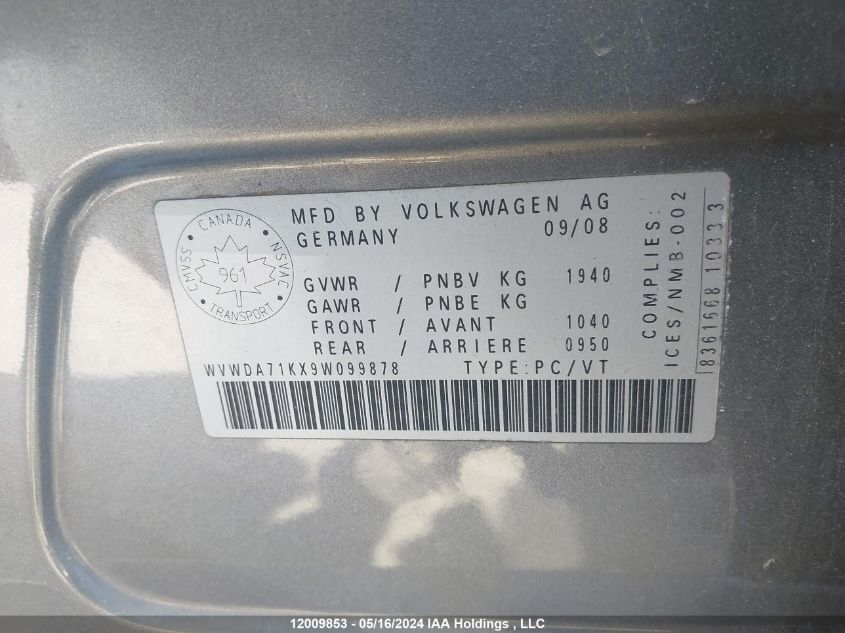 MFD BY VOLKSWAGEN AG
GERMANY 09/08
CANADA
CMVSS
NSVAC
961
TRANSPORT
GVWR / PNBV KG 1940
GAWR / PNBE KG
FRONT / AVANT 1040
REAR / ARRIERE 0950
WVWDA71KX9W099878 TYPE:PC/VT
COMPLIES:
ICES/NMB-002
8361668 10333
12009853 - 05/16/2024 IAA Holdings , LLC